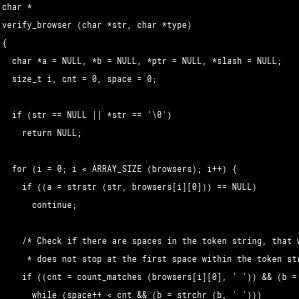 char *
verify_browser (char *str, char *type)
{
char *a = NULL, *b = NULL, *ptr = NULL, *slash = NULL;
size_t i, cnt = 0, space = 0;
if (str == NULL || *str == '\0')
return NULL;
for (i = 0; i < ARRAY_SIZE (browsers); i++) {
if ((a = strstr (str, browsers[i][0])) == NULL)
continue;
/* Check if there are spaces in the token string, that
* does not stop at the first space within the token
if ((cnt = count_matches (browsers[i][0], ' ')) && (b =
while (space++ < cnt && (b = strchr (b, ' ')))